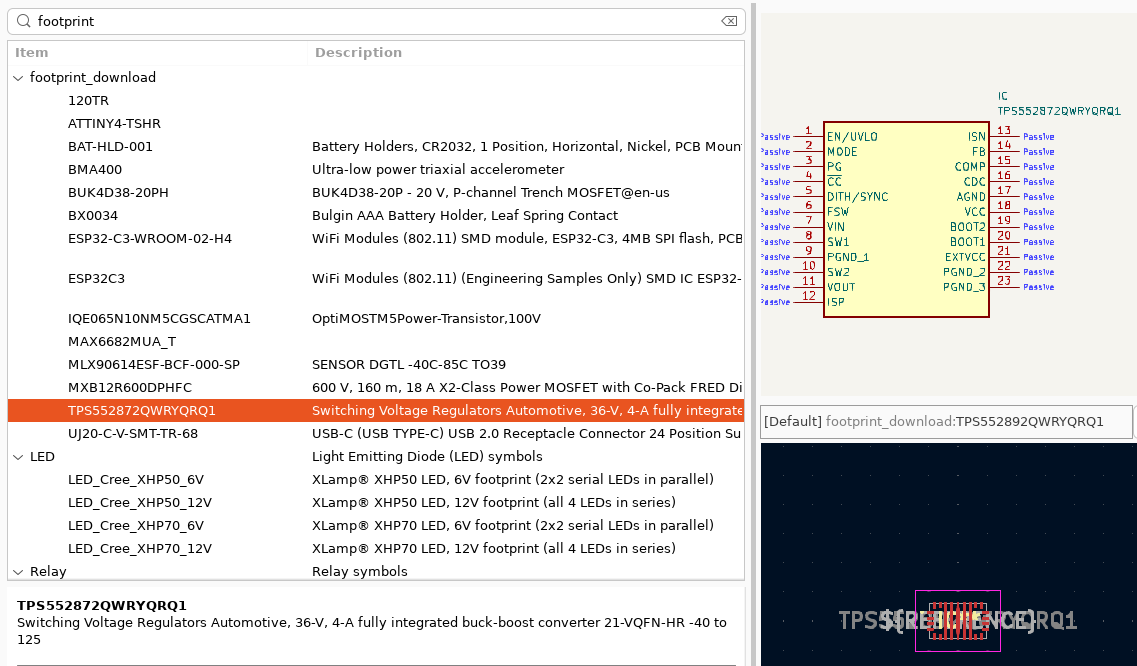 footprint
Item Description
footprint_download
120TR
ATTINY4-TSHR
BAT-HLD-001 Battery Holders, CR2032, 1 Position, Horizontal, Nickel, PCB Moun
BMA400 Ultra-low power triaxial accelerometer
BUK4D38-20PH BUK4D38-20P - 20 V, P-channel Trench MOSFET@en-us
BX0034 Bulgin AAA Battery Holder, Leaf Spring Contact
ESP32-C3-WROOM-02-H4 WiFi Modules (802.11) SMD module, ESP32-C3, 4MB SPI flash, PCB
ESP32C3 WiFi Modules (802.11) (Engineering Samples Only) SMD IC ESP32-
IQE065N10NM5CGSCATMA1 OptiMOSTM5Power-Transistor,100V
MAX6682MUA_T
MLX90614ESF-BCF-000-SP SENSOR DGTL -40C-85C TO39
MXB12R600DPHFC 600 V, 160 m, 18 A X2-Class Power MOSFET with Co-Pack FRED Di
TPS552872QWRYQRQ1 Switching Voltage Regulators Automotive, 36-V, 4-A fully integrate
UJ20-C-V-SMT-TR-68 USB-C (USB TYPE-C) USB 2.0 Receptacle Connector 24 Position Su
LED Light Emitting Diode (LED) symbols
LED_Cree_XHP50_6V XLamp® XHP50 LED, 6V footprint (2x2 serial LEDs in parallel)
LED_Cree_XHP50_12V XLamp® XHP50 LED, 12V footprint (all 4 LEDs in series)
LED_Cree_XHP70_6V XLamp® XHP70 LED, 6V footprint (2x2 serial LEDs in parallel)
LED_Cree_XHP70_12V XLamp® XHP70 LED, 12V footprint (all 4 LEDs in series)
Relay Relay symbols
TPS552872QWRYQRQ1
Switching Voltage Regulators Automotive, 36-V, 4-A fully integrated buck-boost converter 21-VQFN-HR -40 to
125
IC
TPS552872QWRYQRQ1
Passive 1 EN/UVLO ISN 13 Passive
Passive 2 MODE FB 14 Passive
Passive 3 PG COMP 15 Passive
Passive 4 CC CDC 16 Passive
Passive 5 DITH/SYNC AGND 17 Passive
Passive 6 FSW VCC 18 Passive
Passive 7 VIN BOOT2 19 Passive
Passive 8 SW1 BOOT1 20 Passive
Passive 9 PGND_1 EXTVCC 21 Passive
Passive 10 SW2 PGND_2 22 Passive
Passive 11 VOUT PGND_3 23 Passive
Passive 12 ISP
[Default] footprint_download:TPS552892QWRYQRQ1